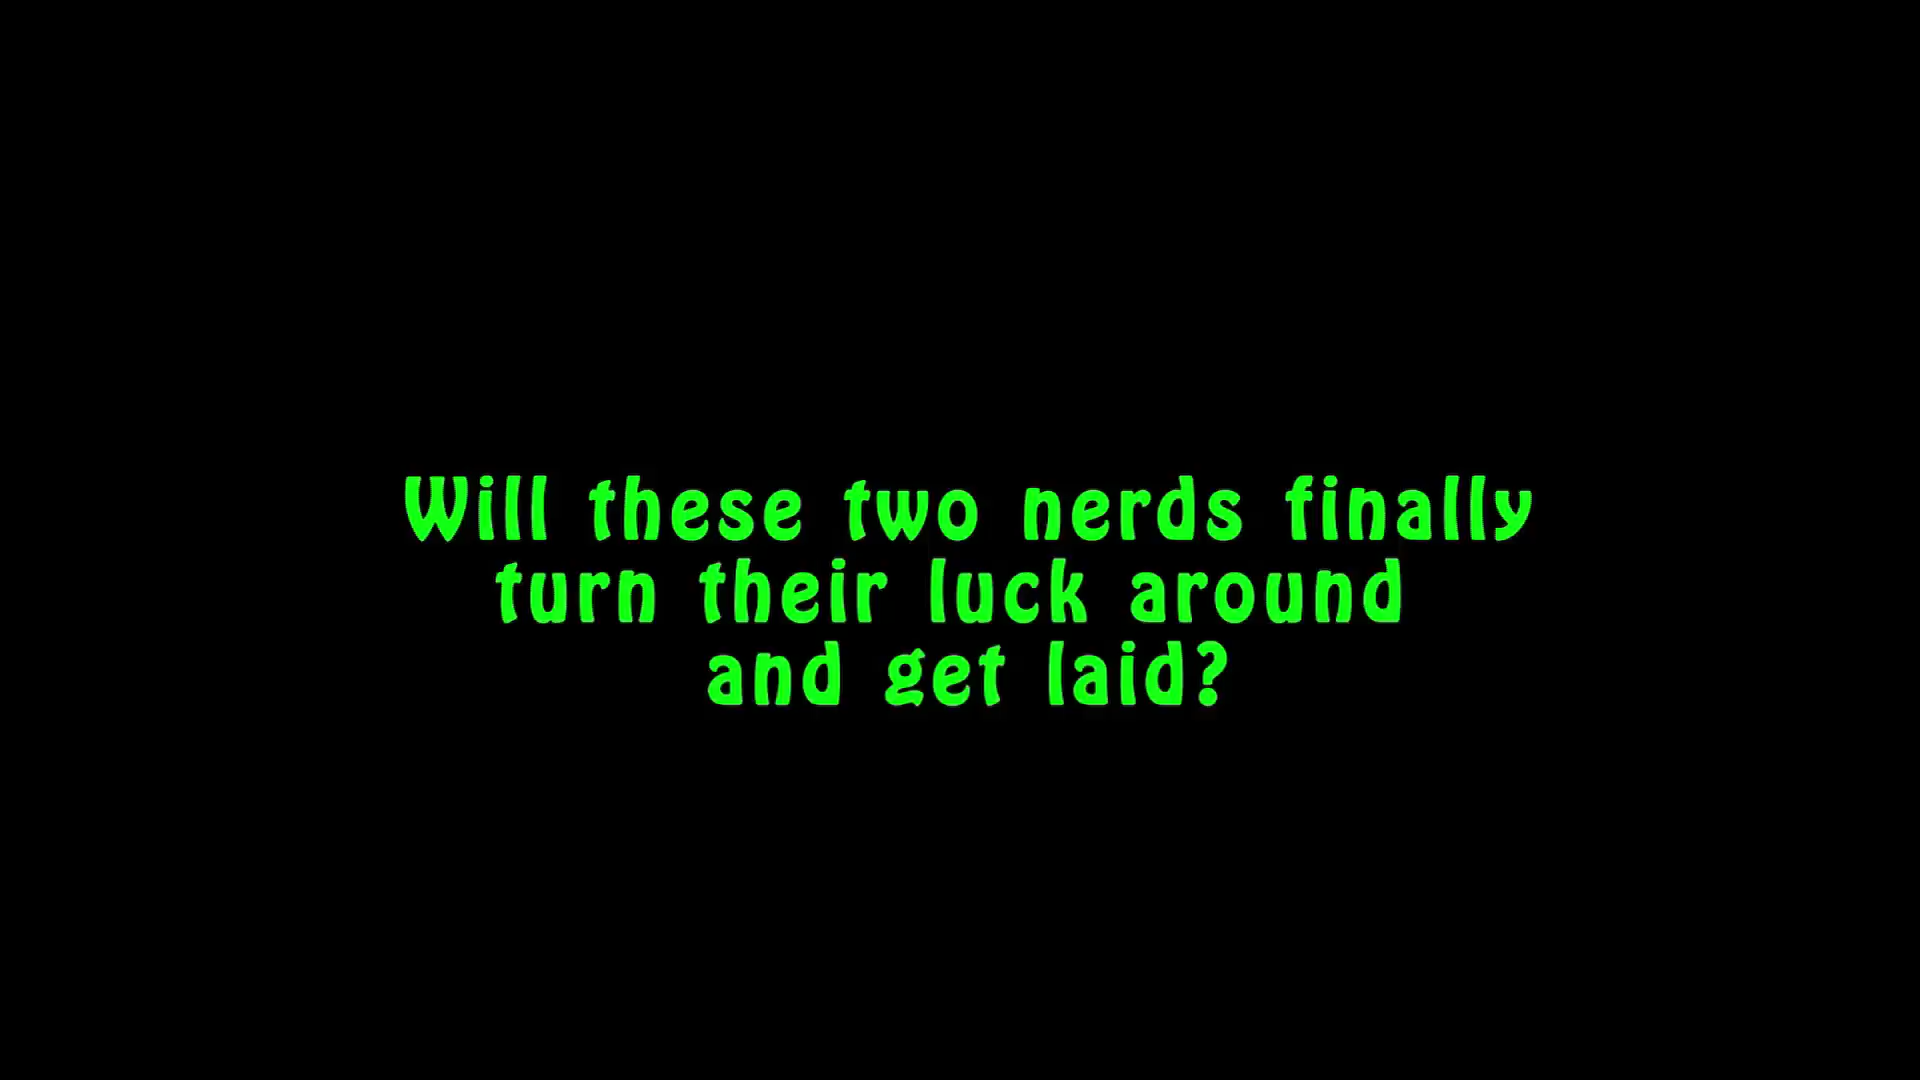 Will these two nerds finally
turn their luck around
and get laid?